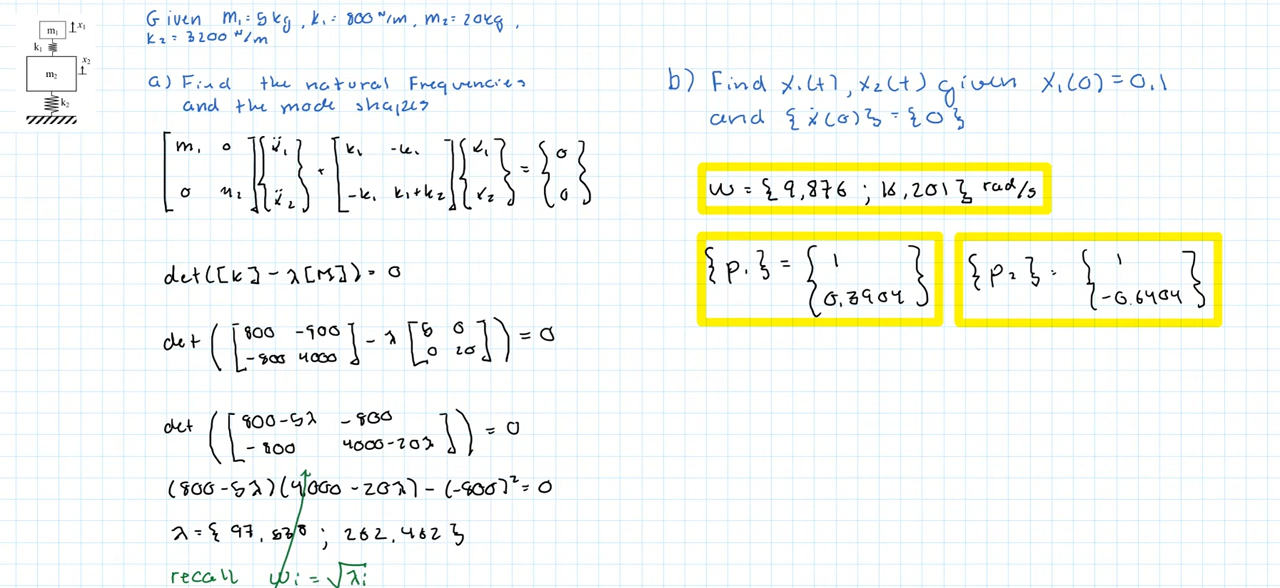 Given m₁=5kg, k₁=800 N/m, m₂=20kg,
k₂=3200 N/m
m₁ x₁
k₁
x₂
m₂
k₂
a) Find the natural frequencies
and the mode shapes
[m₁ 0; 0 m₂]{ẍ₁; ẍ₂} + [k₁ -k₁; -k₁ k₁+k₂]{x₁; x₂} = {0; 0}
det([K] - λ[M]) = 0
det([800 -900; -800 4000] - λ[5 0; 0 20]) = 0
det([800-5λ -800; -800 4000-20λ]) = 0
(800-5λ)(4000-20λ) - (-800)² = 0
λ = {97,538 ; 262,462}
recall ωi = √λi
b) Find x₁(t), x₂(t) given x₁(0)=0.1
and {ẋ(0)} = {0}
ω = {9,876 ; 16,201} rad/s
{p₁} = {1; 0.3904}
{p₂} = {1; -0.6404}